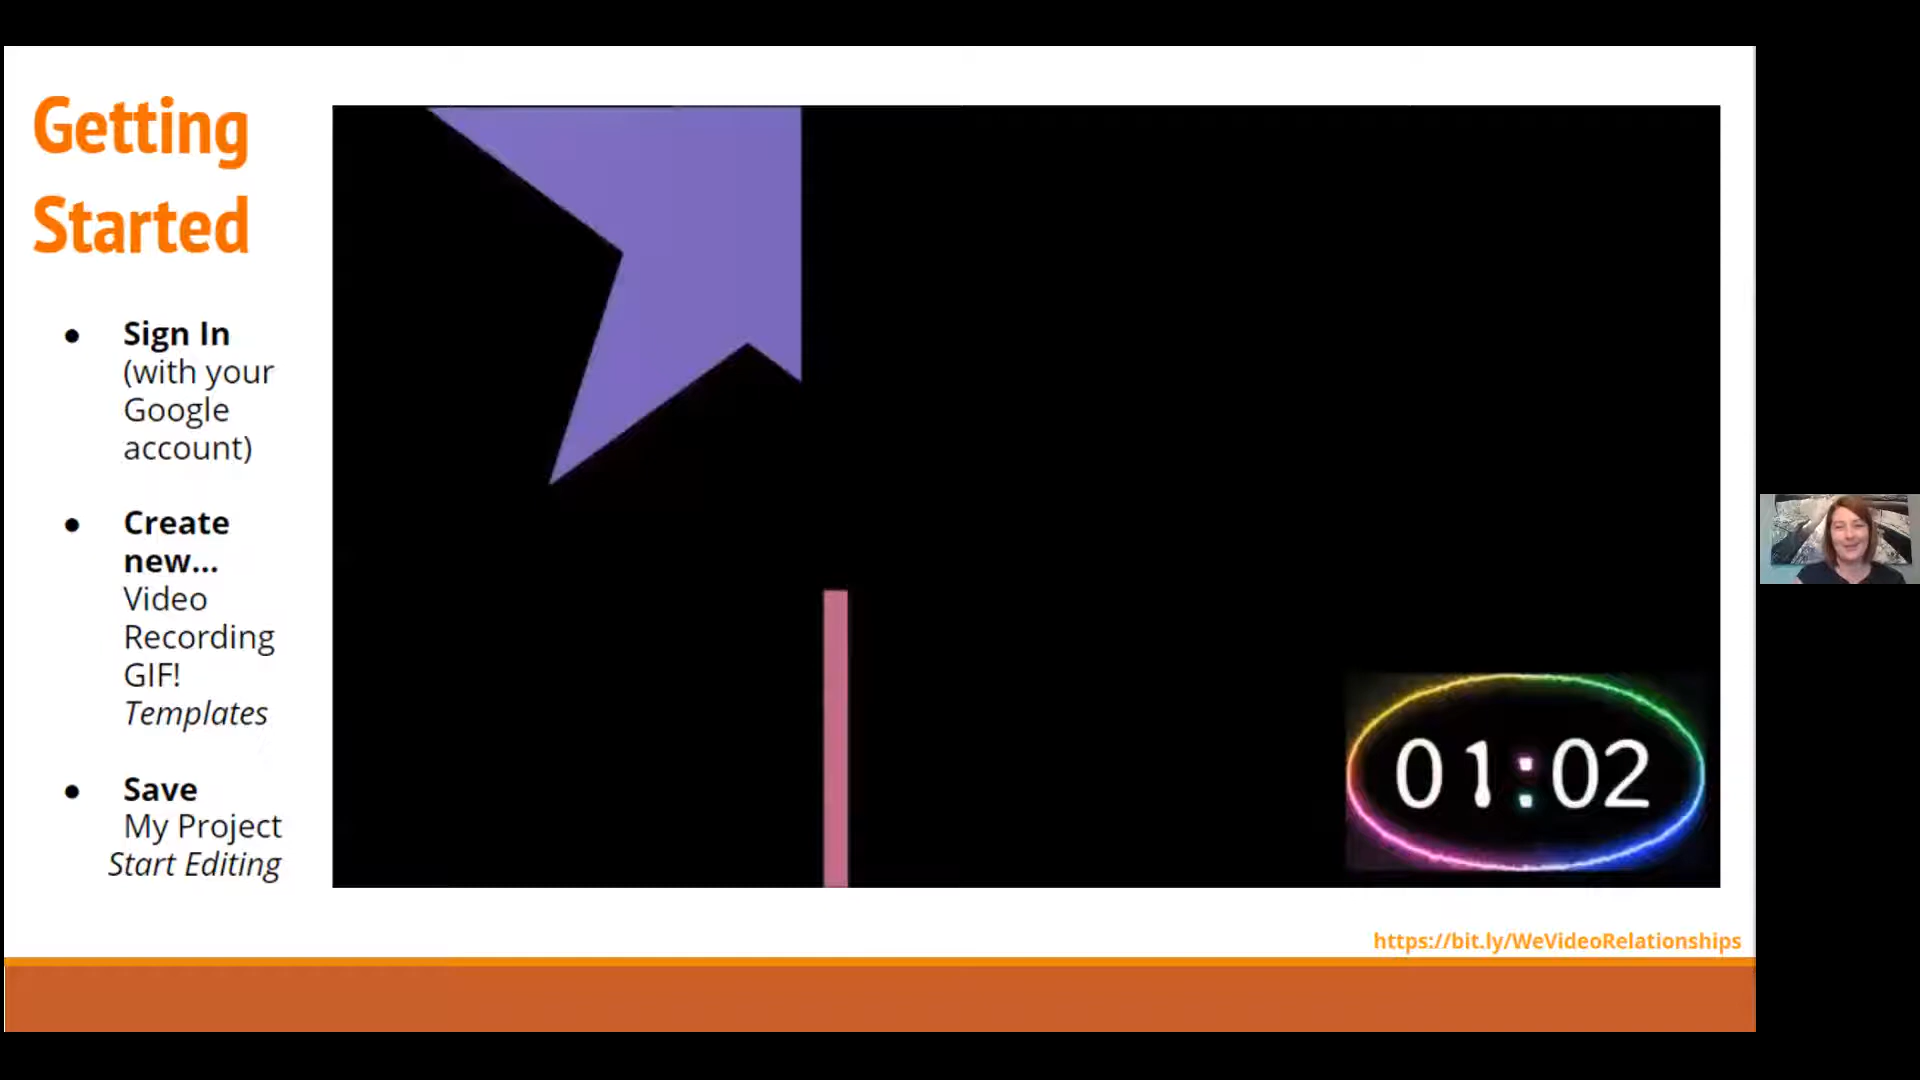 Getting
Started
● Sign In
(with your
Google
account)
● Create
new...
Video
Recording
GIF!
Templates
● Save
My Project
Start Editing
01:02
https://bit.ly/WeVideoRelationships